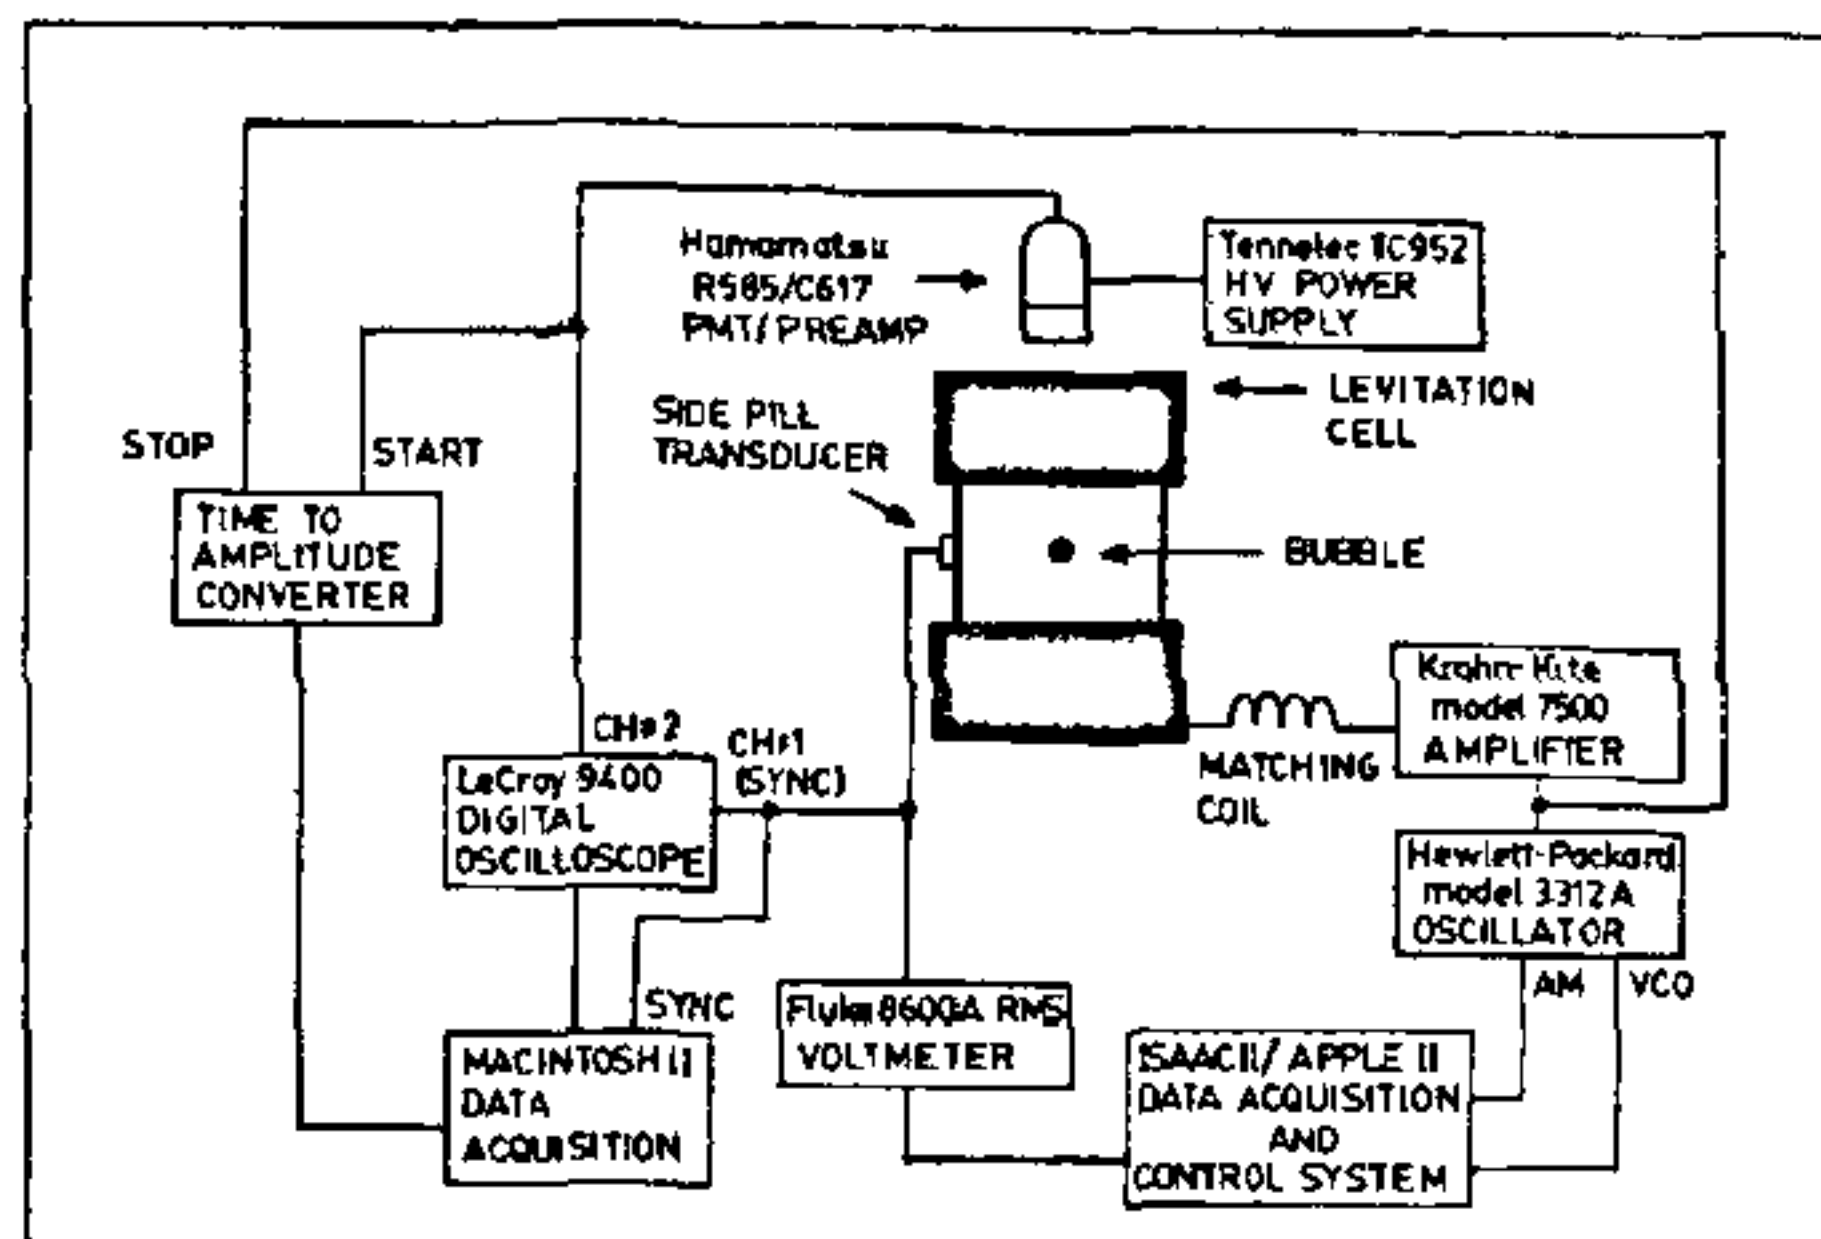 Hamamatsu
R585/C617
PMT/PREAMP
Tennelec TC952
HV POWER
SUPPLY
LEVITATION
CELL
SIDE PILL
TRANSDUCER
STOP
START
TIME TO
AMPLITUDE
CONVERTER
BUBBLE
Krohn-Hite
model 7500
AMPLIFIER
MATCHING
COIL
CH#2
CH#1
(SYNC)
LeCroy 9400
DIGITAL
OSCILLOSCOPE
Hewlett-Packard
model 3312A
OSCILLATOR
AM
VCO
SYNC
Fluke 8600A RMS
VOLTMETER
MACINTOSH II
DATA
ACQUISITION
ISAAC II/APPLE II
DATA ACQUISITION
AND
CONTROL SYSTEM